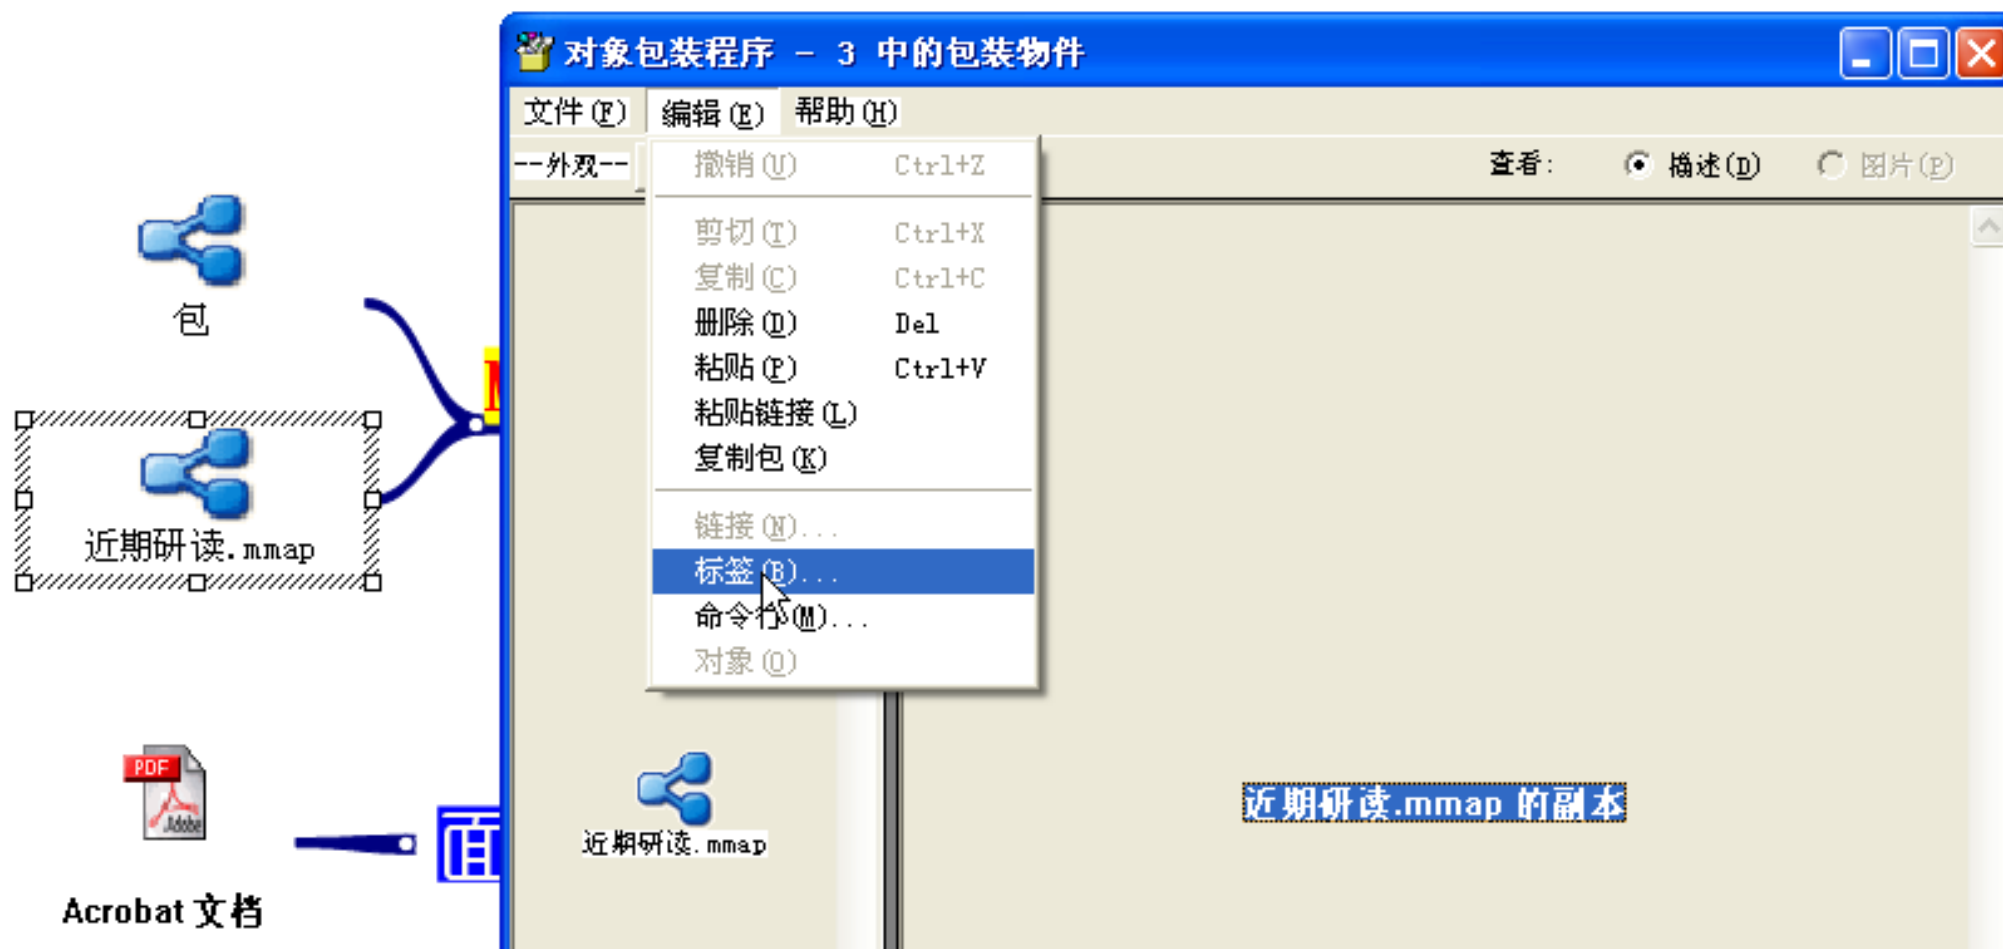 对象包装程序 - 3 中的包装物件
文件(F) 编辑(E) 帮助(H)
--外观-- 查看: 描述(D) 图片(P)
撤销(U) Ctrl+Z
剪切(T) Ctrl+X
复制(C) Ctrl+C
删除(D) Del
粘贴(P) Ctrl+V
粘贴链接(L)
复制包(K)
链接(N)...
标签(B)...
命令行(M)...
对象(O)
包
近期研读.mmap
近期研读.mmap
近期研读.mmap 的副本
PDF
Adobe
Acrobat 文档